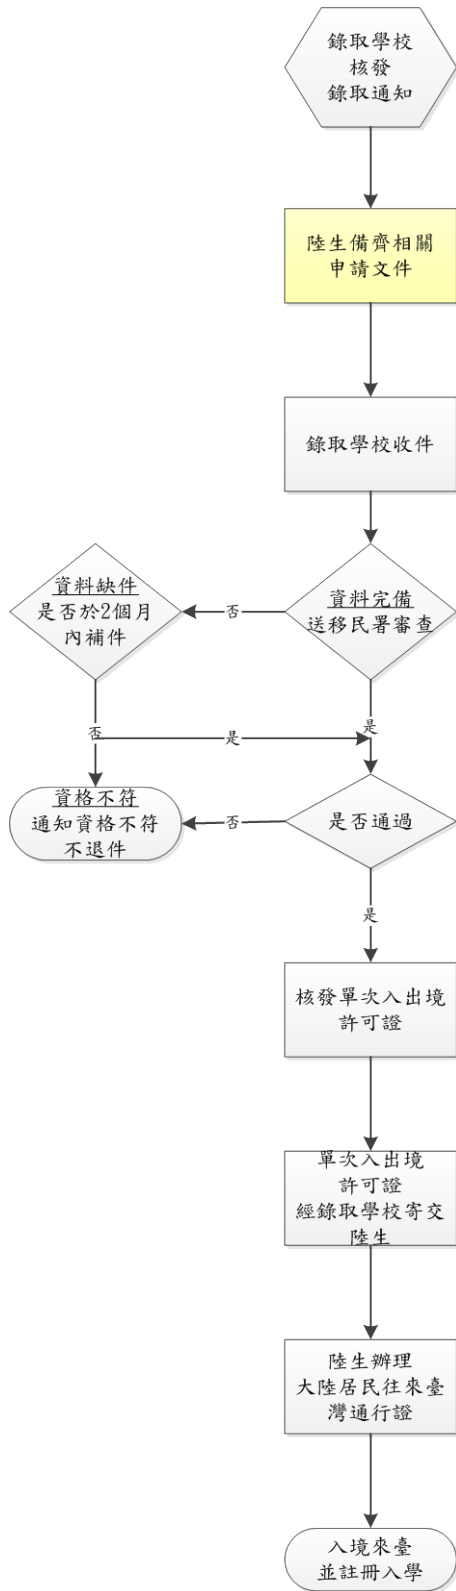 錄取學校
核發
錄取通知
陸生備齊相關
申請文件
錄取學校收件
資料缺件
是否於2個月
內補件
否
資料完備
送移民署審查
否
是
是
資格不符
通知資格不符
不退件
否
是否通過
是
核發單次入出境
許可證
單次入出境
許可證
經錄取學校寄交
陸生
陸生辦理
大陸居民往來臺
灣通行證
入境來臺
並註冊入學